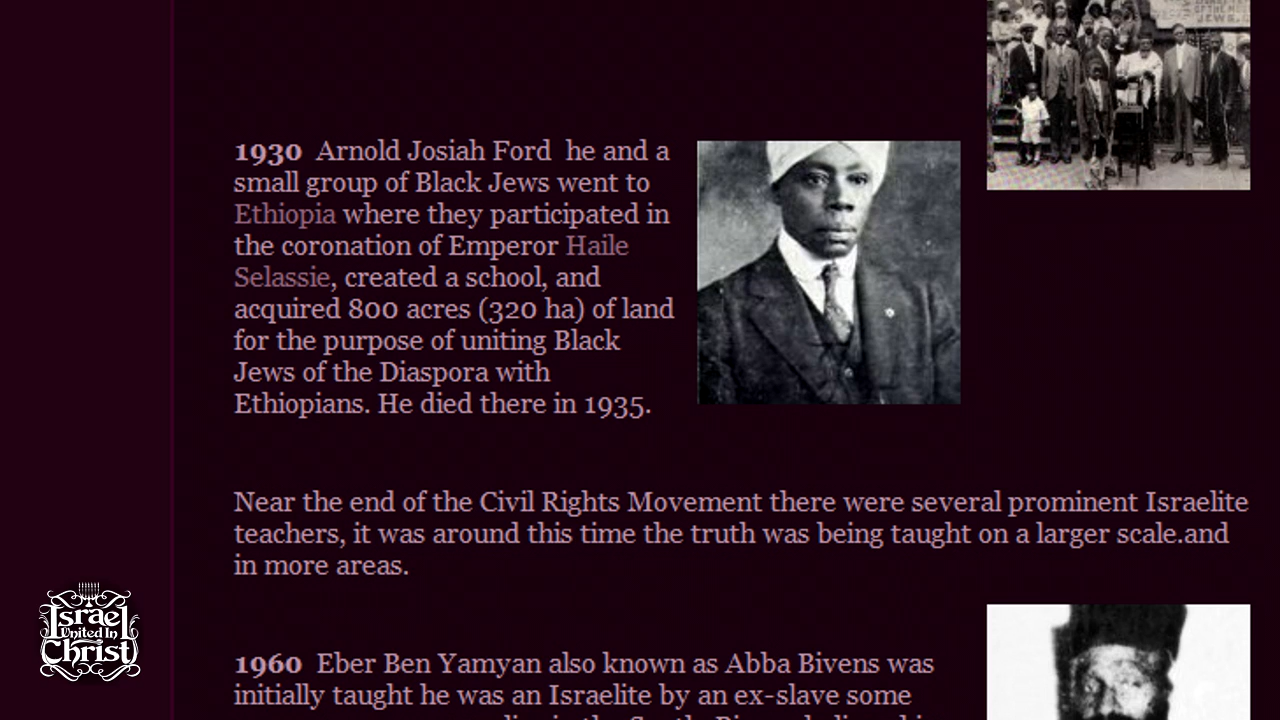 JEWS.
1930 Arnold Josiah Ford he and a
small group of Black Jews went to
Ethiopia where they participated in
the coronation of Emperor Haile
Selassie, created a school, and
acquired 800 acres (320 ha) of land
for the purpose of uniting Black
Jews of the Diaspora with
Ethiopians. He died there in 1935.
Near the end of the Civil Rights Movement there were several prominent Israelite
teachers, it was around this time the truth was being taught on a larger scale.and
in more areas.
Israel
United In
Christ
1960 Eber Ben Yamyan also known as Abba Bivens was
initially taught he was an Israelite by an ex-slave some